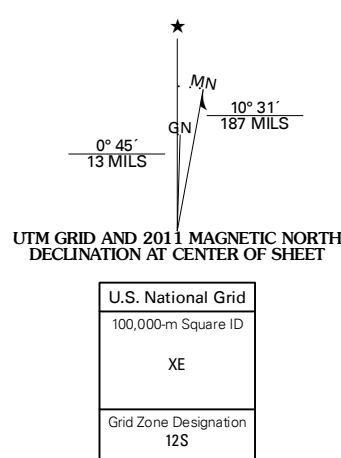 ★
MN
GN
10° 31´
187 MILS
0° 45´
13 MILS
UTM GRID AND 2011 MAGNETIC NORTH
DECLINATION AT CENTER OF SHEET
U.S. National Grid
100,000-m Square ID
XE
Grid Zone Designation
12S